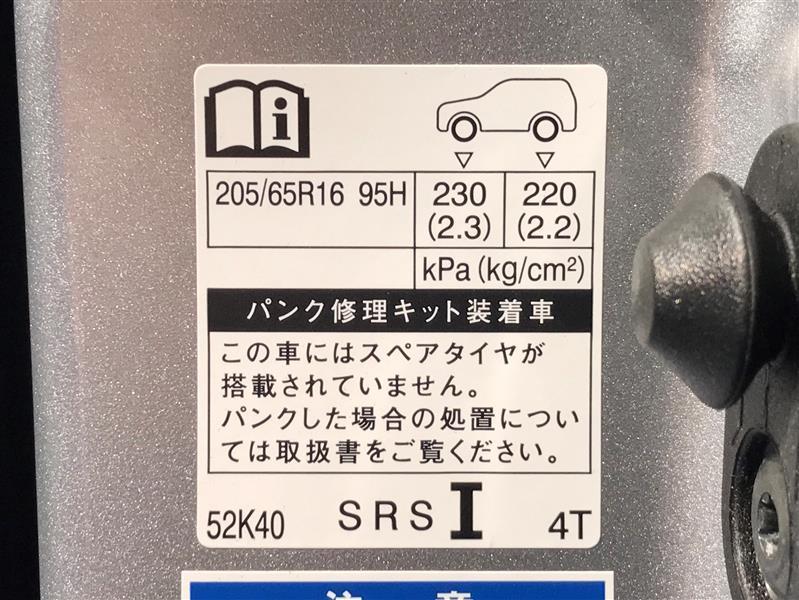 205/65R16 95H 230 220
(2.3) (2.2)
kPa (kg/cm²)
パンク修理キット装着車
この車にはスペアタイヤが
搭載されていません。
パンクした場合の処置につい
ては取扱書をご覧ください。
52K40 SRS I 4T
注 意